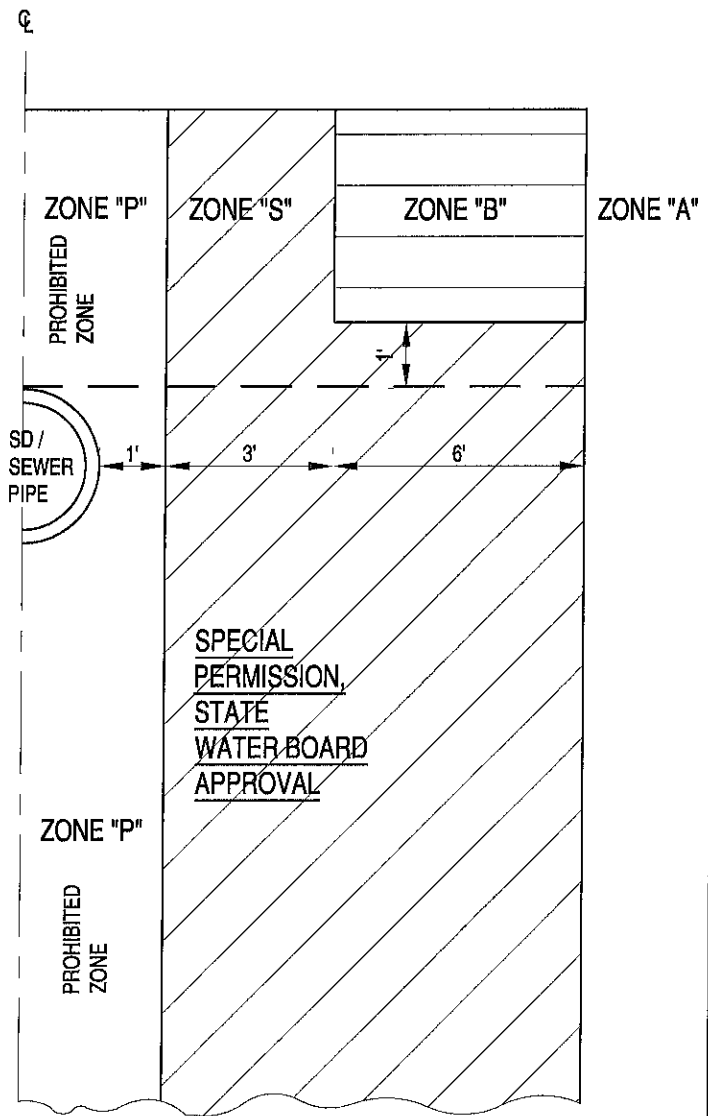 ℄
ZONE "P"
ZONE "S"
ZONE "B"
ZONE "A"
PROHIBITED
ZONE
1'
SD /
SEWER
PIPE
1'
3'
6'
SPECIAL
PERMISSION,
STATE
WATER BOARD
APPROVAL
ZONE "P"
PROHIBITED
ZONE